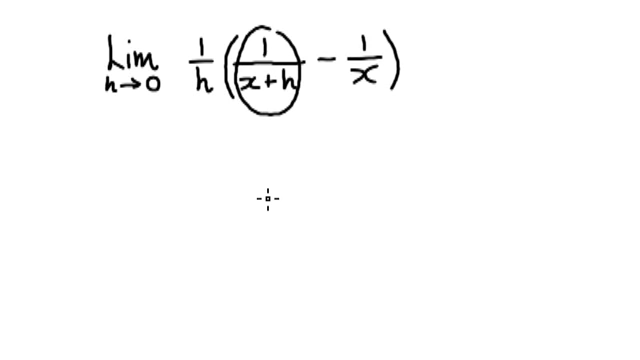 Lim h→0 1/h (1/(x+h) - 1/x)